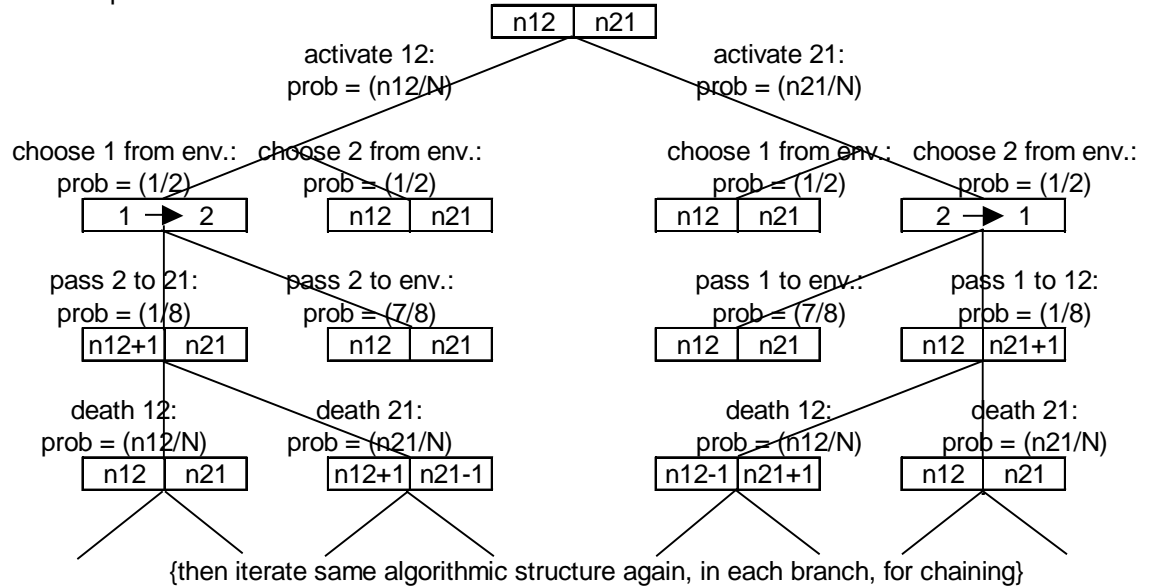 n12 n21
activate 12: activate 21:
prob = (n12/N) prob = (n21/N)
choose 1 from env.: choose 2 from env.: choose 1 from env.: choose 2 from env.:
prob = (1/2) prob = (1/2) prob = (1/2) prob = (1/2)
1 2 n12 n21 n12 n21 2 1
pass 2 to 21: pass 2 to env.: pass 1 to env.: pass 1 to 12:
prob = (1/8) prob = (7/8) prob = (7/8) prob = (1/8)
n12+1 n21 n12 n21 n12 n21 n12 n21+1
death 12: death 21: death 12: death 21:
prob = (n12/N) prob = (n21/N) prob = (n12/N) prob = (n21/N)
n12 n21 n12+1 n21-1 n12-1 n21+1 n12 n21
{then iterate same algorithmic structure again, in each branch, for chaining}